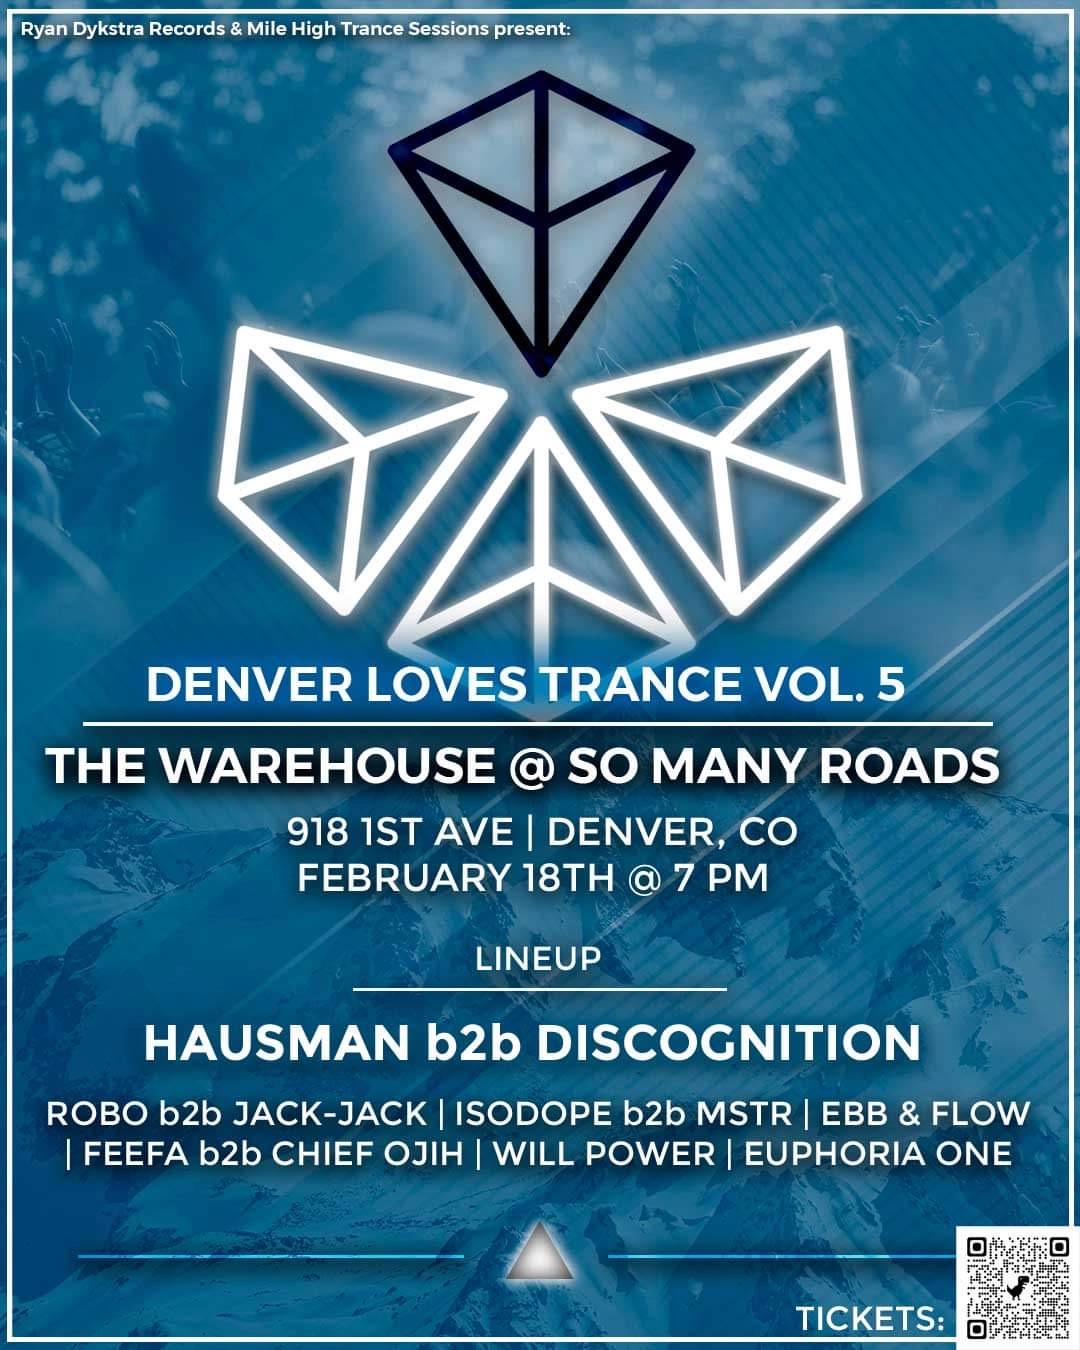 Ryan Dykstra Records & Mile High Trance Sessions present:
DENVER LOVES TRANCE VOL. 5
THE WAREHOUSE @ SO MANY ROADS
918 1ST AVE | DENVER, CO
FEBRUARY 18TH @ 7 PM
LINEUP
HAUSMAN b2b DISCOGNITION
ROBO b2b JACK-JACK | ISODOPE b2b MSTR | EBB & FLOW
| FEEFA b2b CHIEF OJIH | WILL POWER | EUPHORIA ONE
TICKETS: